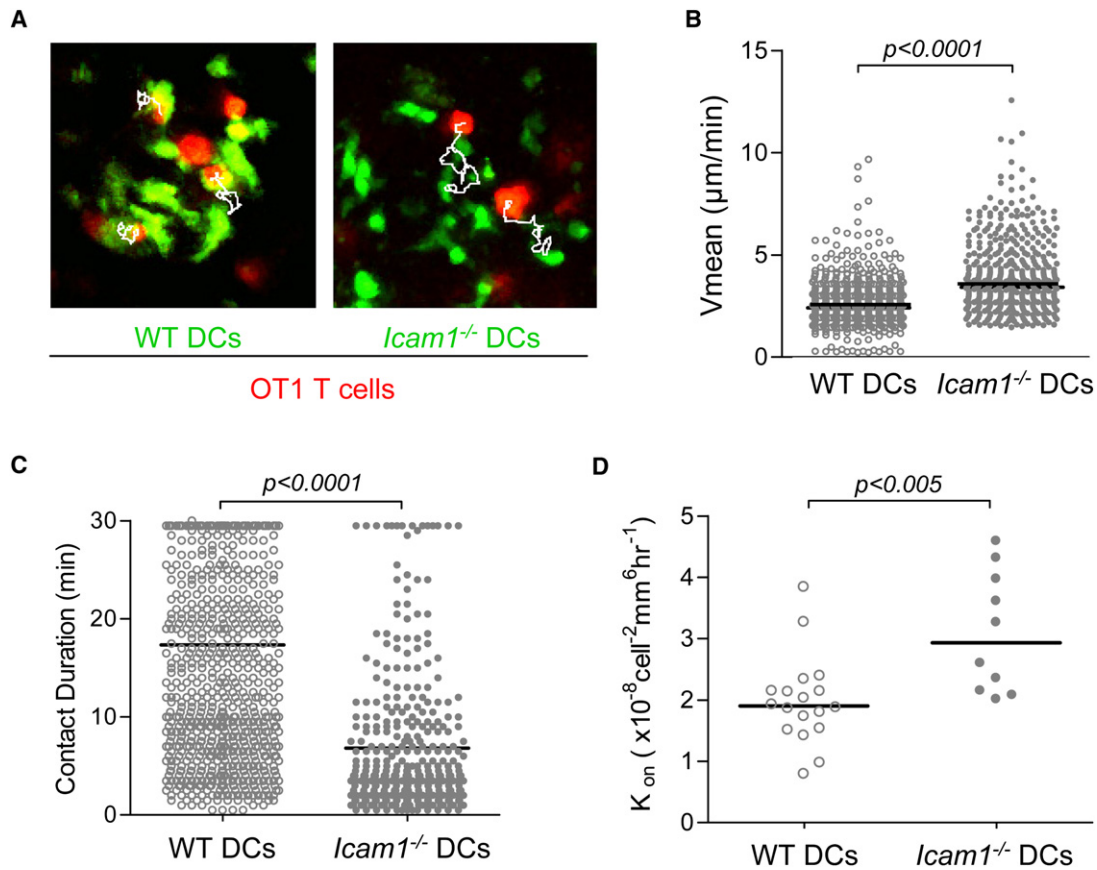 A
WT DCs
Icam1-/- DCs
OT1 T cells
B
Vmean (µm/min)
15
10
5
0
p<0.0001
WT DCs
Icam1-/- DCs
C
Contact Duration (min)
30
20
10
0
p<0.0001
WT DCs
Icam1-/- DCs
D
Kon ( x10-8cell-2mm6hr-1)
5
4
3
2
1
0
p<0.005
WT DCs
Icam1-/- DCs